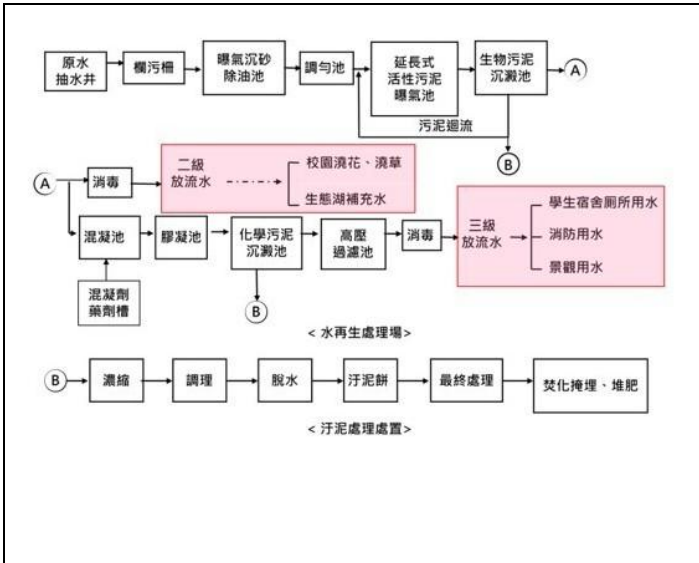 原水
抽水井
欄污柵
曝氣沉砂
除油池
調勻池
延長式
活性污泥
曝氣池
生物污泥
沉澱池
A
污泥迴流
B
A
消毒
二級
放流水
校園澆花、澆草
生態湖補充水
混凝池
膠凝池
化學污泥
沉澱池
高壓
過濾池
消毒
三級
放流水
學生宿舍厠所用水
消防用水
景觀用水
混凝劑
藥劑槽
B
< 水再生處理場>
B
濃縮
調理
脫水
汙泥餅
最終處理
焚化掩埋、堆肥
< 汙泥處理處置>